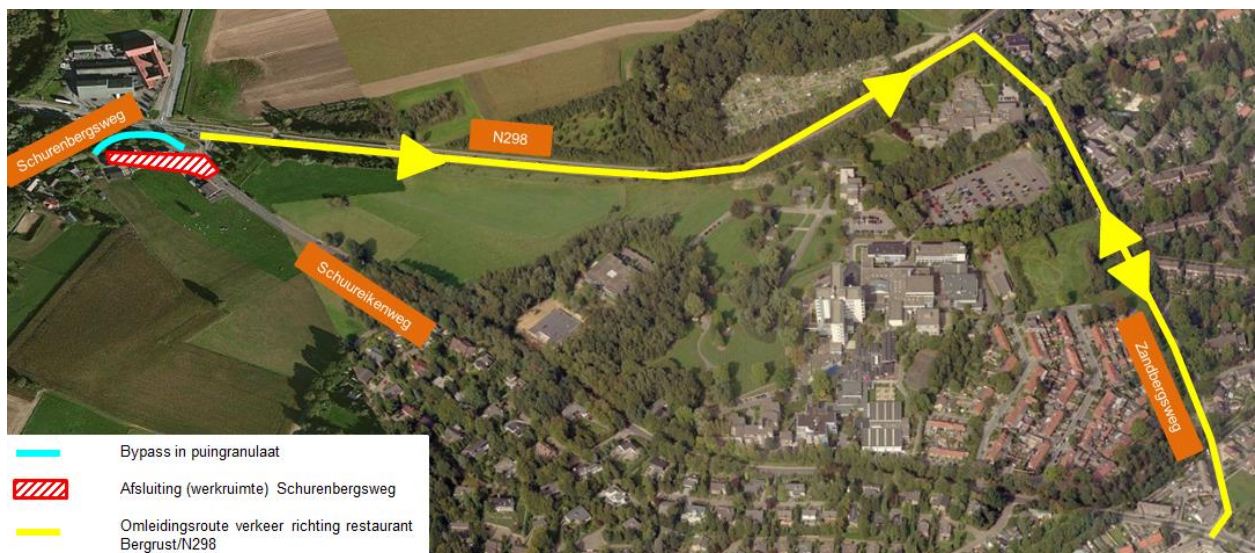 Schurenbergsweg
N298
Schuureikenweg
Zandbergsweg
Bypass in puingranulaat
Afsluiting (werkruimte) Schurenbergsweg
Omleidingsroute verkeer richting restaurant
Bergrust/N298